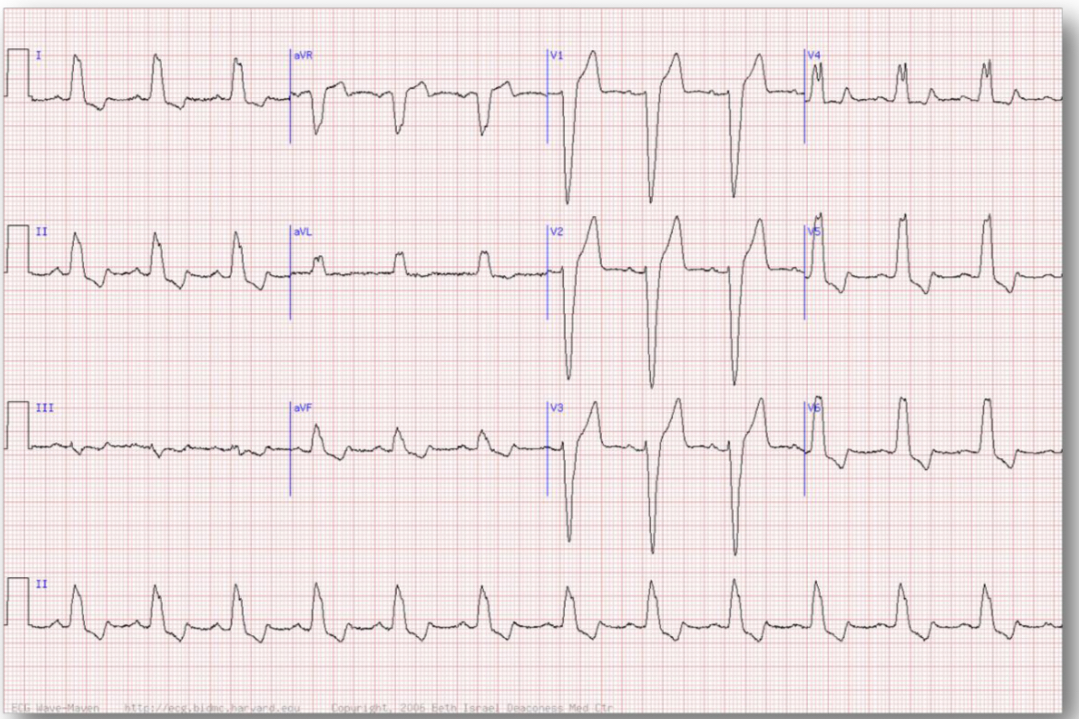 I aVR V1 V4
II aVL V2 V5
III aVF V3 V6
II
ECG Wave-Maven http://ecg.bidmc.harvard.edu Copyright, 2006 Beth Israel Deaconess Med Ctr